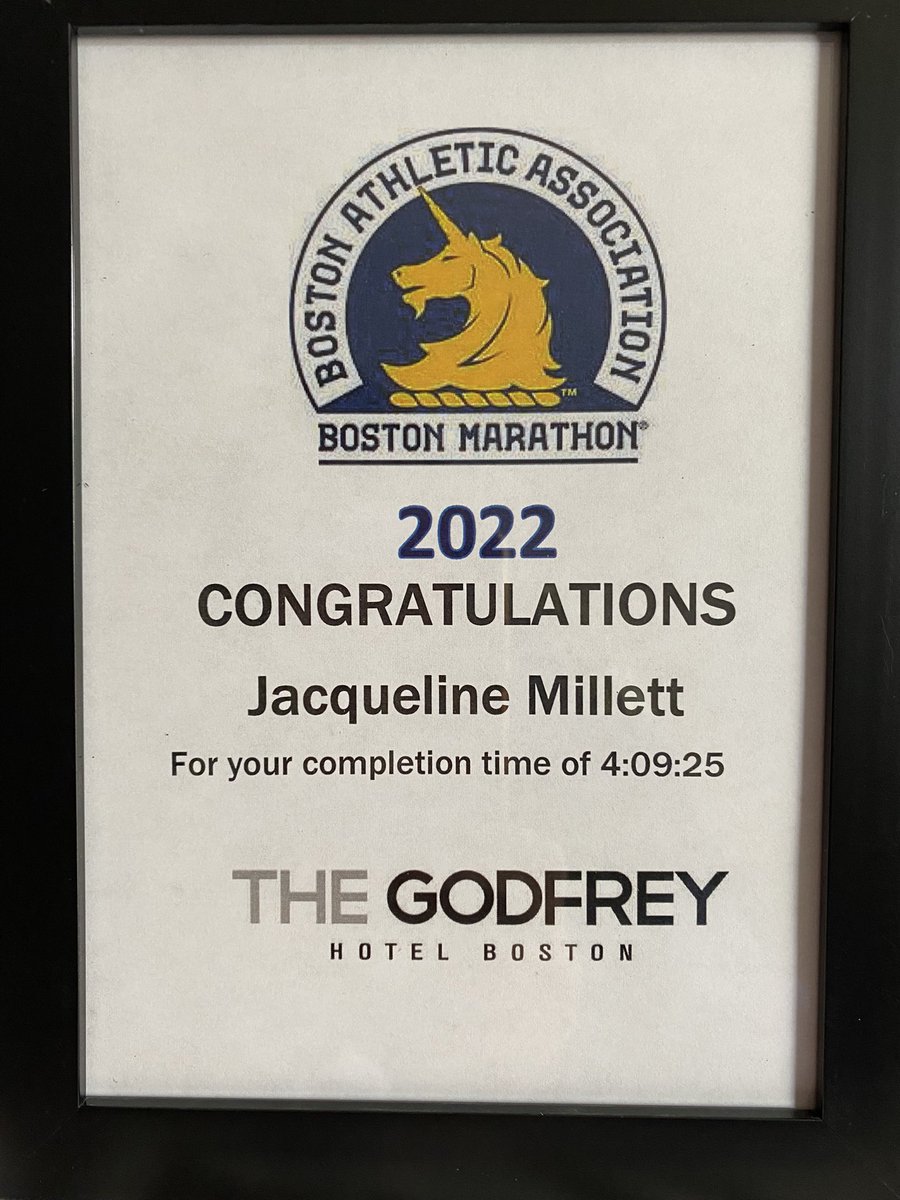 BOSTON ATHLETIC ASSOCIATION
™
BOSTON MARATHON®
2022
CONGRATULATIONS
Jacqueline Millett
For your completion time of 4:09:25
THE GODFREY
HOTEL BOSTON